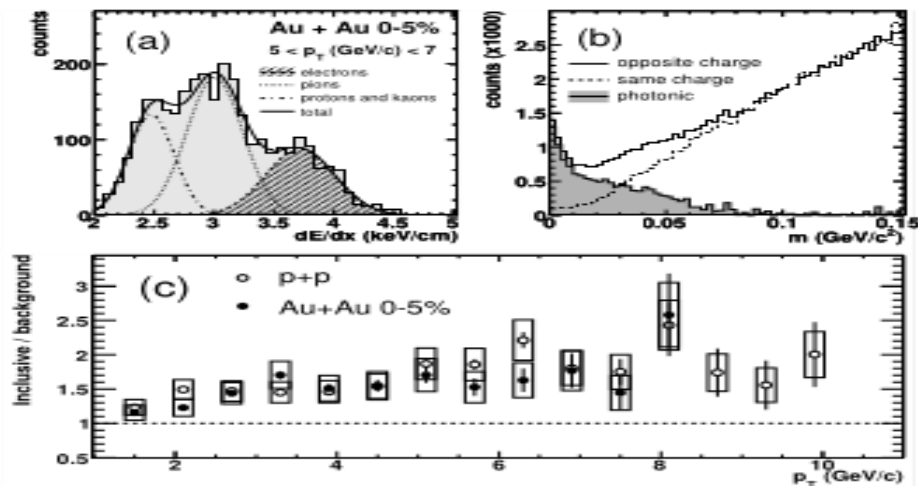 (a)
Au + Au 0-5%
5 < p_T (GeV/c) < 7
electrons
pions
protons and kaons
total
counts
200
100
0
2 2.5 3 3.5 4 4.5 5
dE/dx (keV/cm)
(b)
opposite charge
same charge
photonic
counts (x1000)
2.5
2
1.5
1
0.5
0
0 0.05 0.1 0.15
m (GeV/c²)
(c)
p+p
Au+Au 0-5%
Inclusive / background
3
2.5
2
1.5
1
0.5
2 4 6 8 10
p_T (GeV/c)